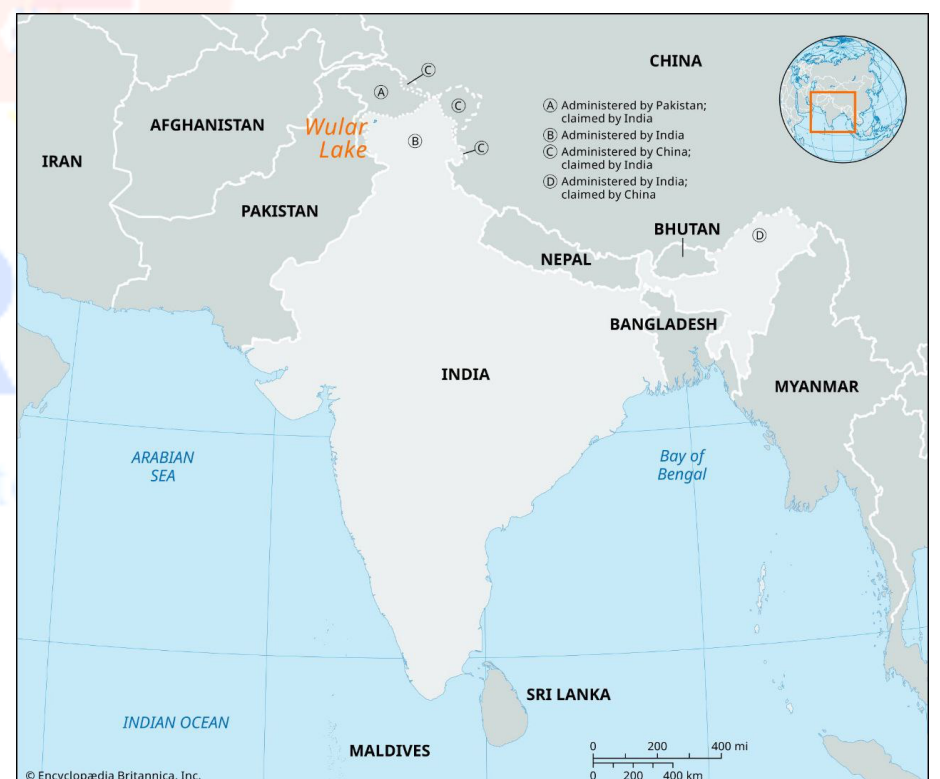 CHINA
Ⓒ
Ⓐ
Ⓒ
Ⓐ Administered by Pakistan;
claimed by India
Ⓑ Administered by India
Ⓒ Administered by China;
claimed by India
Ⓓ Administered by India;
claimed by China
AFGHANISTAN
Wular
Lake
Ⓑ
Ⓒ
IRAN
PAKISTAN
BHUTAN
Ⓓ
NEPAL
BANGLADESH
INDIA
MYANMAR
ARABIAN
SEA
Bay of
Bengal
SRI LANKA
INDIAN OCEAN
MALDIVES
0 200 400 mi
0 200 400 km
© Encyclopædia Britannica, Inc.